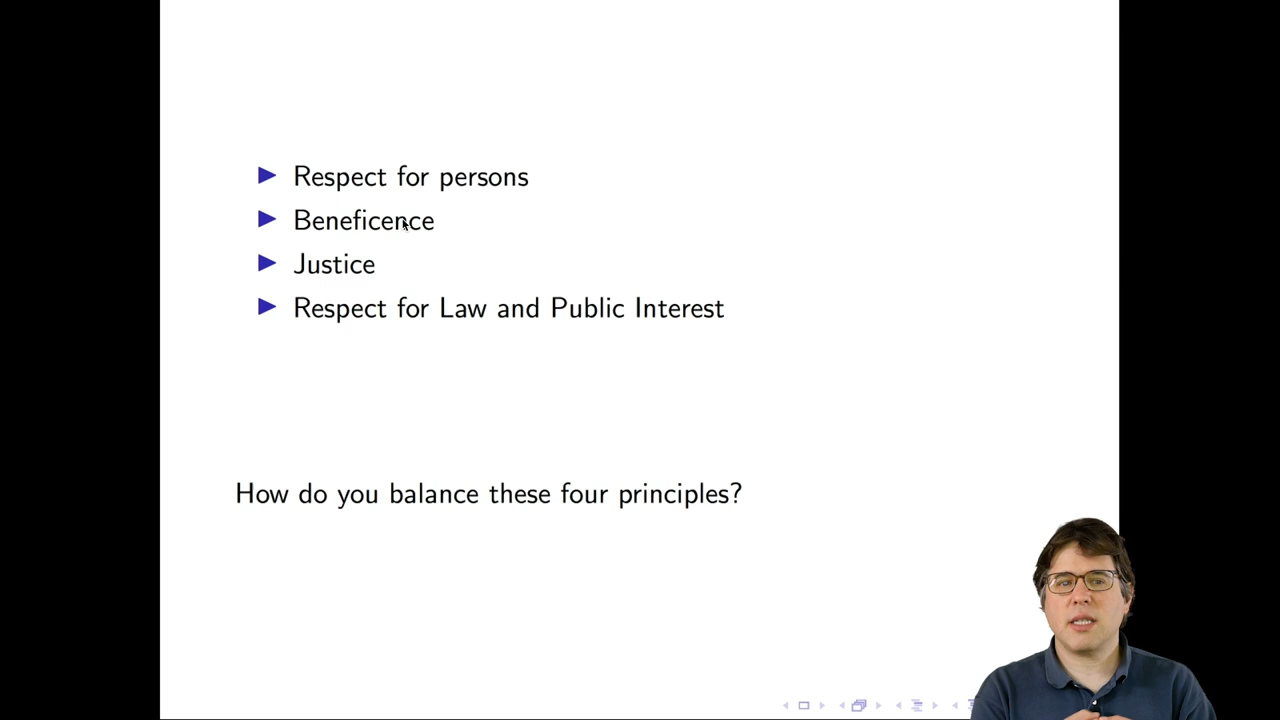 Respect for persons
Beneficence
Justice
Respect for Law and Public Interest
How do you balance these four principles?